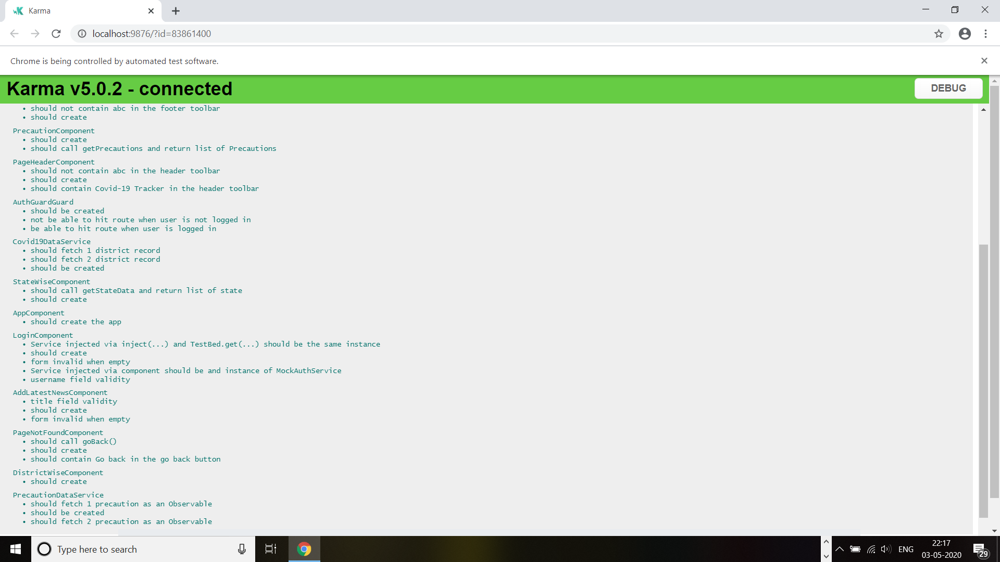 Karma
localhost:9876/?id=83861400
Chrome is being controlled by automated test software.
Karma v5.0.2 - connected
DEBUG
• should not contain abc in the footer toolbar
• should create
PrecautionComponent
• should create
• should call getPrecautions and return list of Precautions
PageHeaderComponent
• should not contain abc in the header toolbar
• should create
• should contain Covid-19 Tracker in the header toolbar
AuthGuardGuard
• should be created
• not be able to hit route when user is not logged in
• be able to hit route when user is logged in
Covid19DataService
• should fetch 1 district record
• should fetch 2 district record
• should be created
StateWiseComponent
• should call getStateData and return list of state
• should create
AppComponent
• should create the app
LoginComponent
• Service injected via inject(...) and TestBed.get(...) should be the same instance
• should create
• form invalid when empty
• Service injected via component should be and instance of MockAuthService
• username field validity
AddLatestNewsComponent
• title field validity
• should create
• form invalid when empty
PageNotFoundComponent
• should call goBack()
• should create
• should contain Go back in the go back button
DistrictWiseComponent
• should create
PrecautionDataService
• should fetch 1 precaution as an Observable
• should be created
• should fetch 2 precaution as an Observable
Type here to search
ENG
22:17
03-05-2020
29